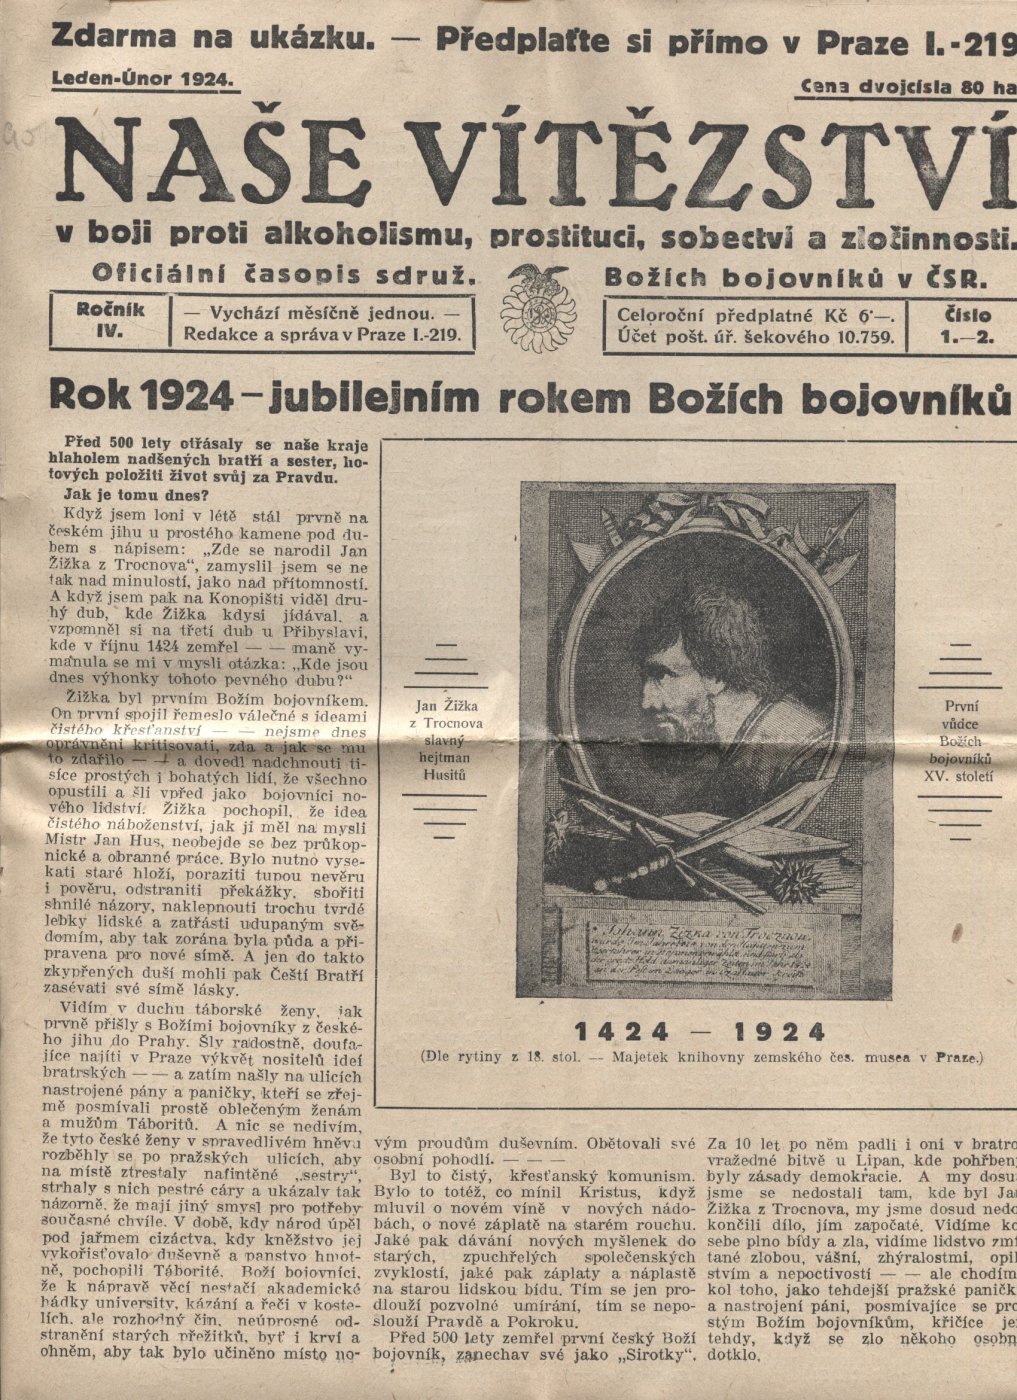 Zdarma na ukázku. — Předplaťte si přímo v Praze I.-219
Leden-Únor 1924.
Cena dvojčísla 80 ha
NAŠE VÍTĚZSTVÍ
v boji proti alkoholismu, prostituci, sobectví a zločinnosti.
Oficiální časopis sdruž. Božích bojovníků v ČSR.
Ročník
IV.
— Vychází měsíčně jednou. —
Redakce a správa v Praze I.-219.
Celoroční předplatné Kč 6·—.
Účet pošt. úř. šekového 10.759.
Číslo
1.—2.
Rok 1924 – jubilejním rokem Božích bojovníků
Před 500 lety otřásaly se naše kraje
hlaholem nadšených bratří a sester, ho-
tových položiti život svůj za Pravdu.
Jak je tomu dnes?
Když jsem loni v létě stál prvně na
českém jihu u prostého kamene pod du-
bem s nápisem: „Zde se narodil Jan
Žižka z Trocnova“, zamyslil jsem se ne
tak nad minulostí, jako nad přítomností.
A když jsem pak na Konopišti viděl dru-
hý dub, kde Žižka kdysi jídával, a
vzpomněl si na třetí dub u Přibyslavi,
kde v říjnu 1424 zemřel — — maně vy-
manula se mi v mysli otázka: „Kde jsou
dnes výhonky tohoto pevného dubu?“
Žižka byl prvním Božím bojovníkem.
On první spojil řemeslo válečné s ideami
čistého křesťanství — — nejsme dnes
oprávněni kritisovati, zda a jak se mu
to zdařilo — — a dovedl nadchnouti ti-
síce prostých i bohatých lidí, že všechno
opustili a šli vpřed jako bojovníci no-
vého lidství. Žižka pochopil, že idea
čistého náboženství, jak ji měl na mysli
Mistr Jan Hus, neobejde se bez průkop-
nické a obranné práce. Bylo nutno vyse-
kati staré hloží, poraziti tupou nevěru
i pověru, odstraniti překážky, sbořiti
shnilé názory, naklepnouti trochu tvrdé
lebky lidské a zatřásti udupaným svě-
domím, aby tak zorána byla půda a při-
pravena pro nové símě. A jen do takto
zkypřených duší mohli pak Čeští Bratří
zasévati své símě lásky.
Vidím v duchu táborské ženy, jak
prvně přišly s Božími bojovníky z české-
ho jihu do Prahy. Šly radostně, doufa-
jíce najíti v Praze výkvět nositelů ideí
bratrských — — a zatím našly na ulicích
nastrojené pány a paničky, kteří se zřej-
mě posmívali prostě oblečeným ženám
a mužům Táboritů. A nic se nedivím,
že tyto české ženy v spravedlivém hněvu
rozběhly se po pražských ulicích, aby
na místě ztrestaly nafintěné „sestry“,
strhaly s nich pestré cáry a ukázaly tak
názorně, že mají jiný smysl pro potřeby
současné chvíle. V době, kdy národ úpěl
pod jařmem cizáctva, kdy kněžstvo jej
vykořisťovalo duševně a panstvo hmot-
ně, pochopili Táborité, Boží bojovníci,
že k nápravě věcí nestačí akademické
hádky university, kázání a řeči v koste-
lích, ale rozhodný čin, neúprosné od-
stranění starých přežitků, byť i krví a
ohněm, aby tak bylo učiněno místo no-
Jan Žižka
z Trocnova
slavný
hejtman
Husitů
První
vůdce
Božích
bojovníků
XV. století
Johann Zizka von Trocznow
1424 — 1924
(Dle rytiny z 18. stol. — Majetek knihovny zemského čes. musea v Praze.)
vým proudům duševním. Obětovali své
osobní pohodlí. — — —
Byl to čistý, křesťanský komunism.
Bylo to totéž, co mínil Kristus, když
mluvil o novém víně v nových nádo-
bách, o nové záplatě na starém rouchu.
Jaké pak dávání nových myšlenek do
starých, zpuchřelých společenských
zvyklostí, jaké pak záplaty a náplastě
na starou lidskou bídu. Tím se jen pro-
dlouží pozvolné umírání, tím se nepo-
slouží Pravdě a Pokroku.
Před 500 lety zemřel první český Boží
bojovník, zanechav své jako „Sirotky“.
Za 10 let po něm padli i oni v bratro
vražedné bitvě u Lipan, kde pohřben
byly zásady demokracie. A my dosu
jsme se nedostali tam, kde byl Ja
Žižka z Trocnova, my jsme dosud nedo
končili dílo, jím započaté. Vidíme ko
sebe plno bídy a zla, vidíme lidstvo zmí
tané zlobou, vášní, zhýralostmi, opil
stvím a nepoctivostí — — ale chodím
kol toho, jako tehdejší pražské paničk
a nastrojení páni, posmívajíce se pro
stým Božím bojovníkům, křičíce je
tehdy, když se zlo někoho osobn
dotklo.